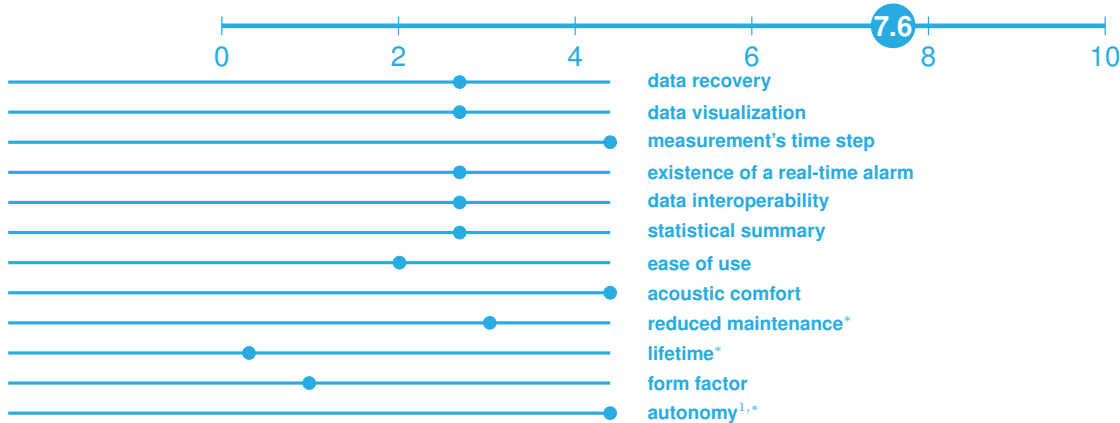 7.6
0 2 4 6 8 10
data recovery
data visualization
measurement's time step
existence of a real-time alarm
data interoperability
statistical summary
ease of use
acoustic comfort
reduced maintenance*
lifetime*
form factor
autonomy1,*